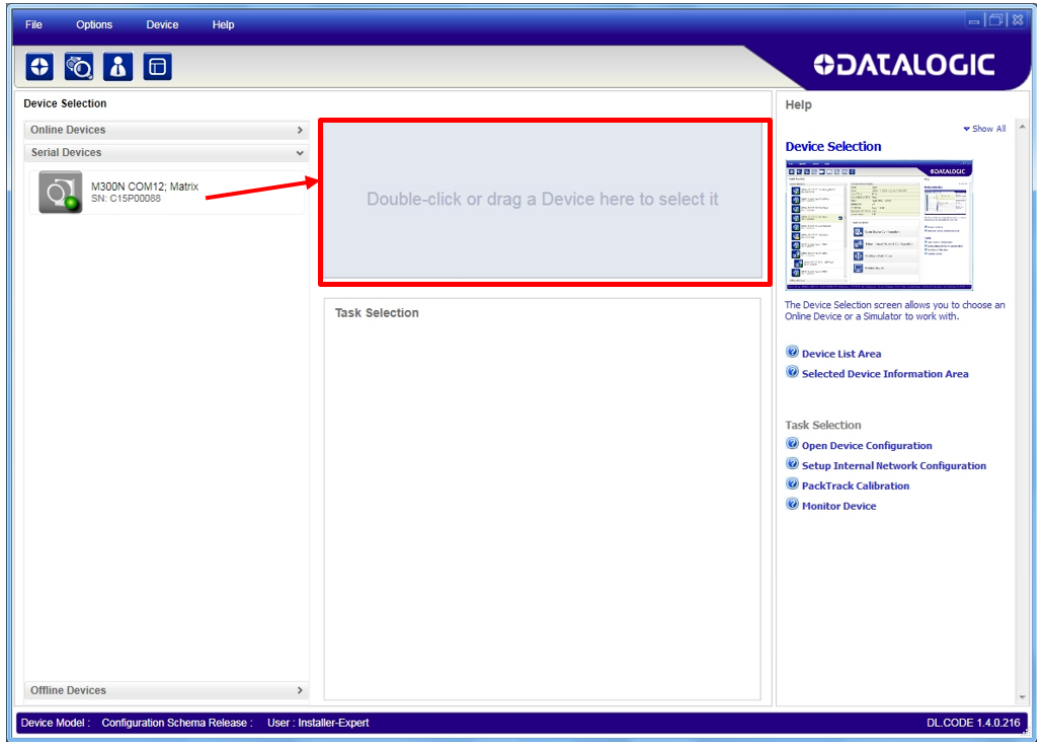 File Options Device Help
DATALOGIC
Device Selection
Online Devices
Serial Devices
M300N COM12; Matrix
SN: C15P00088
Offline Devices
Double-click or drag a Device here to select it
Task Selection
Help
Show All
Device Selection
DATALOGIC
The Device Selection screen allows you to choose an
Online Device or a Simulator to work with.
Device List Area
Selected Device Information Area
Task Selection
Open Device Configuration
Setup Internal Network Configuration
PackTrack Calibration
Monitor Device
Device Model : Configuration Schema Release : User : Installer-Expert
DL.CODE 1.4.0.216